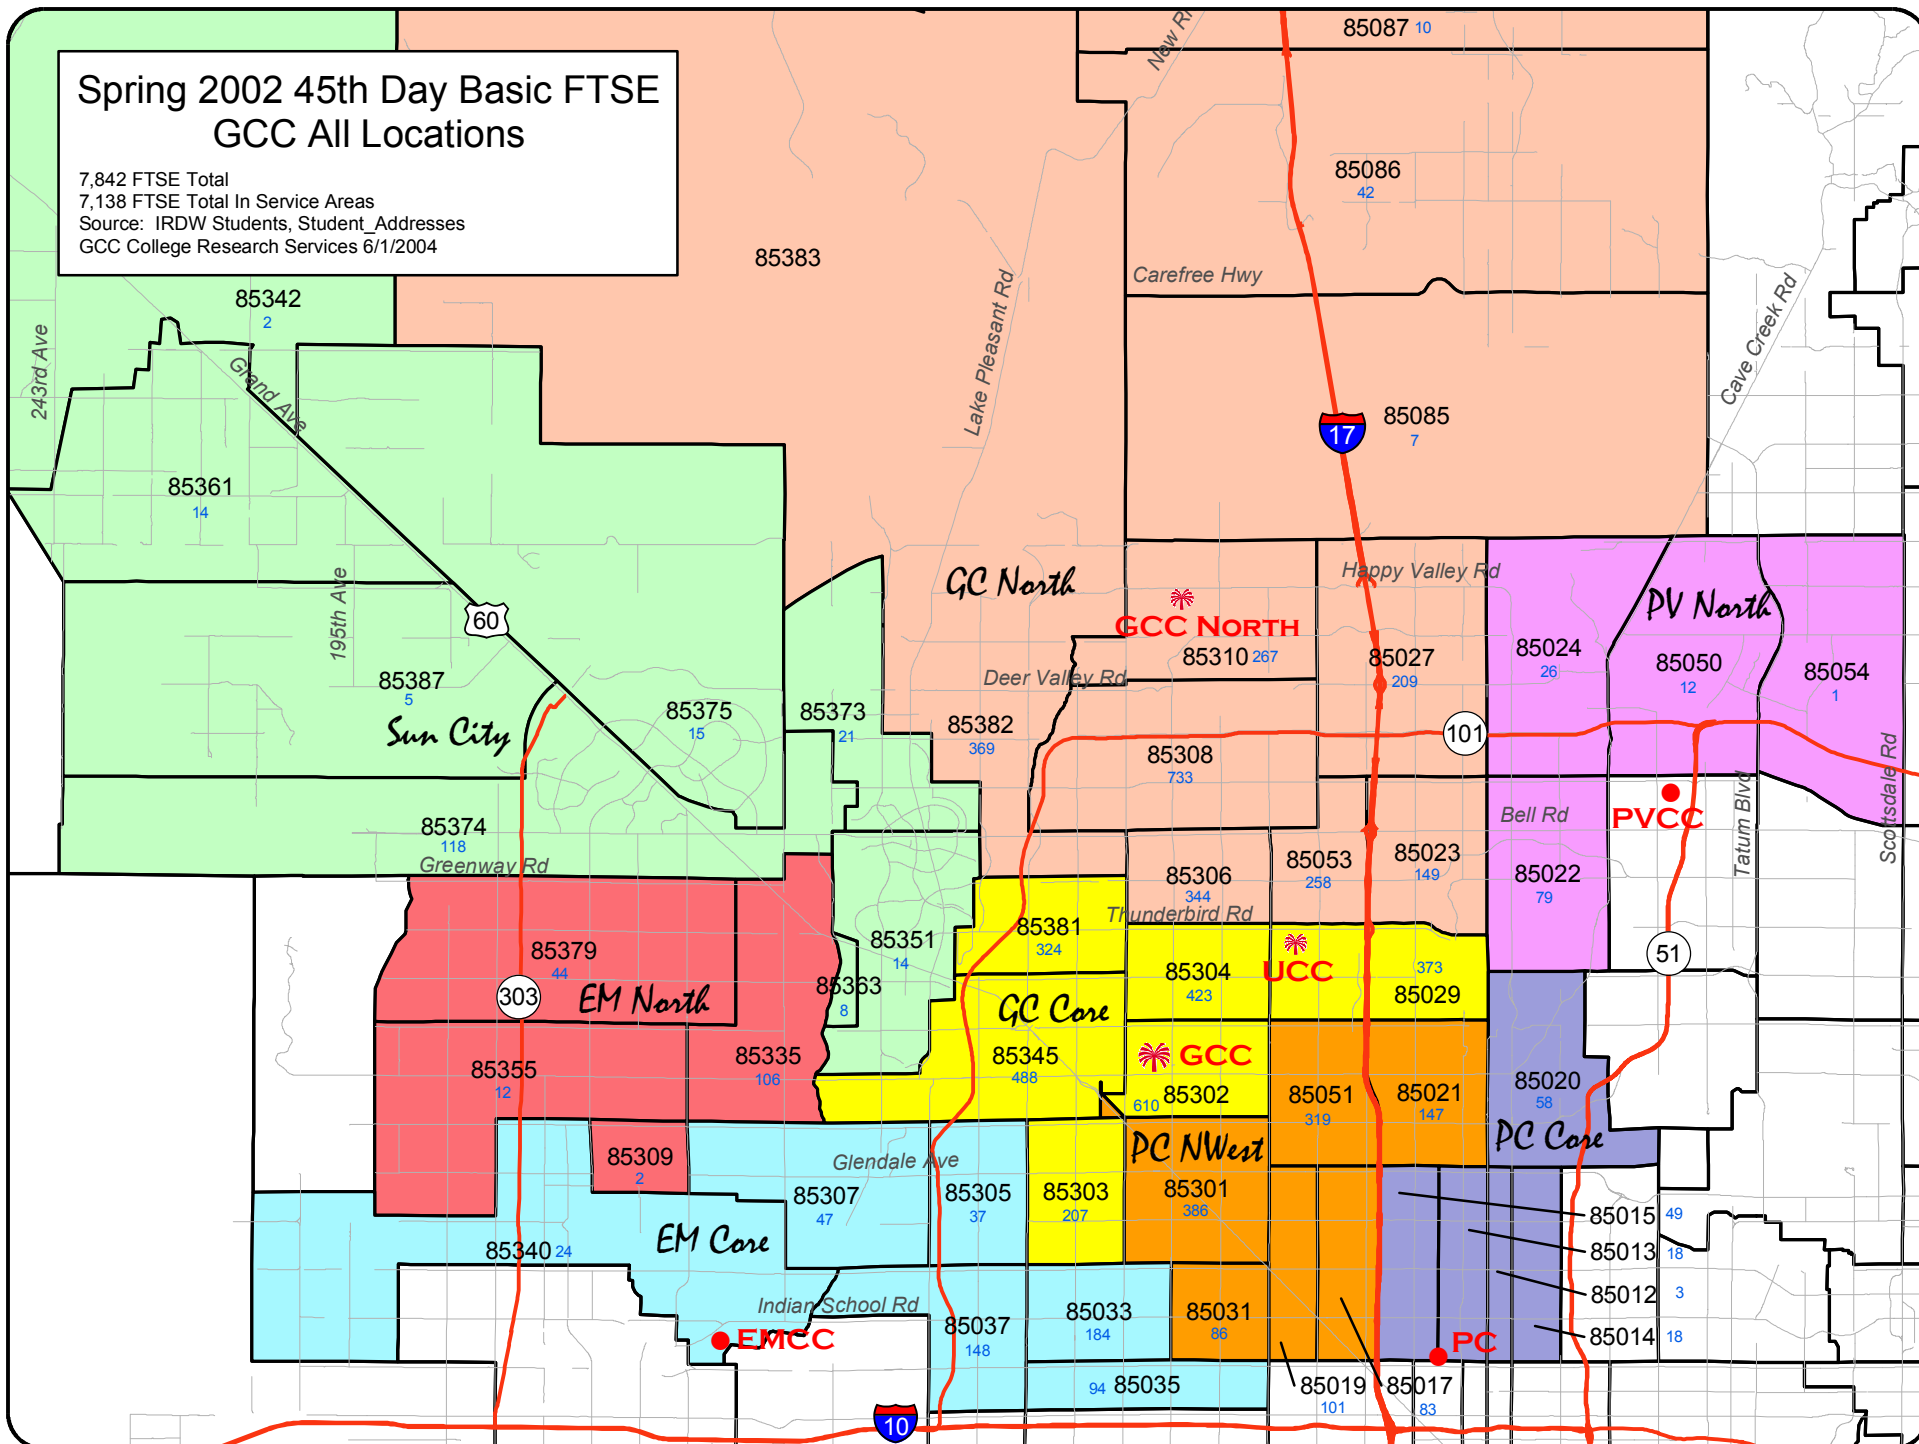 Spring 2002 45th Day Basic FTSE
GCC All Locations
7,842 FTSE Total
7,138 FTSE Total In Service Areas
Source: IRDW Students, Student_Addresses
GCC College Research Services 6/1/2004
85087 10
New Ri
85086
42
85383
Carefree Hwy
85342
2
243rd Ave
Grand Ave
Lake Pleasant Rd
Cave Creek Rd
17
85085
7
85361
14
195th Ave
60
GC North
GCC North
85310 267
Happy Valley Rd
85027
209
PV North
85024
26
85050
12
85054
1
Deer Valley Rd
85387
5
Sun City
85375
15
85373
21
85382
369
101
85308
733
Scottsdale Rd
Tatum Blvd
PVCC
Bell Rd
85374
118
Greenway Rd
85306
344
85053
258
85023
149
85022
79
Thunderbird Rd
85381
324
85351
14
85379
44
303
EM North
85363
8
GC Core
85304
423
UCC
373
85029
51
85355
12
85335
106
85345
488
GCC
610 85302
85051
319
85021
147
85020
58
PC Core
PC NWest
85309
2
Glendale Ave
85307
47
85305
37
85303
207
85301
386
85015 49
85013 18
85012 3
85014 18
EM Core
85340 24
Indian School Rd
EMCC
85037
148
85033
184
85031
86
PC
94 85035
85019
101
85017
83
10